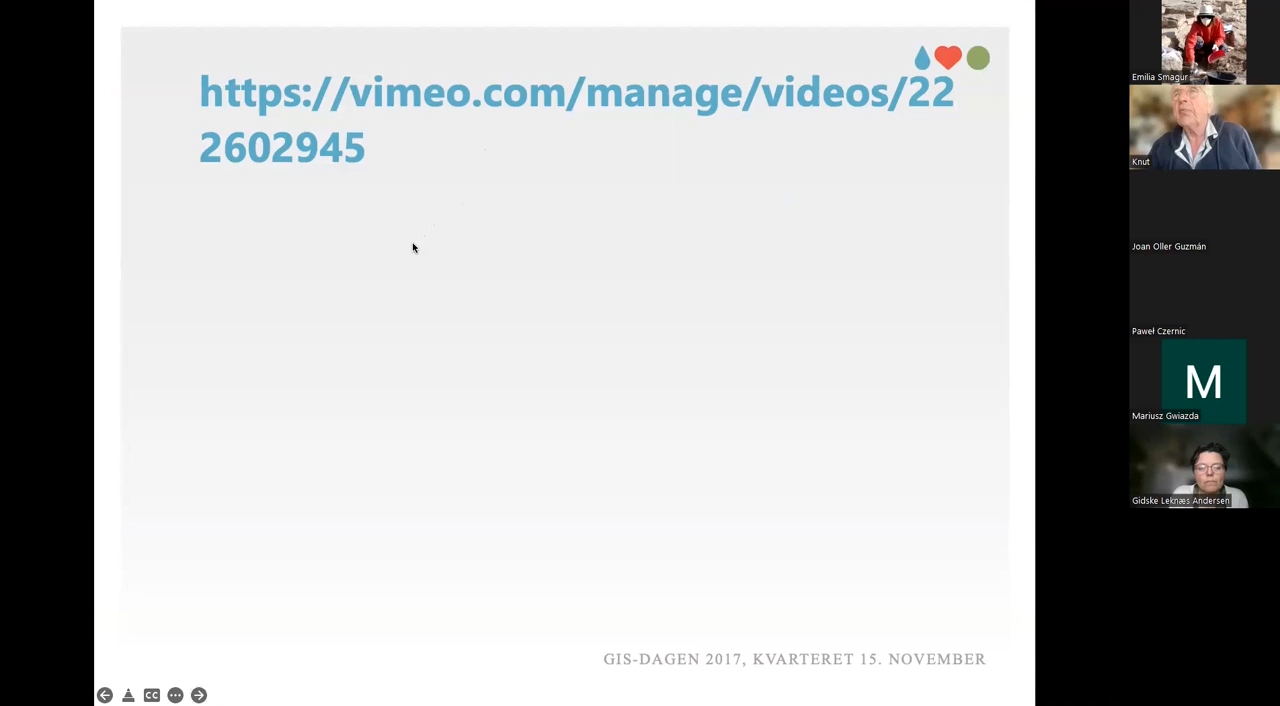 https://vimeo.com/manage/videos/22
2602945
GIS-DAGEN 2017, KVARTERET 15. NOVEMBER
CC
Emilia Smagur
Knut
Joan Oller Guzmán
Paweł Czernic
M
Mariusz Gwiazda
Gidske Leknæs Andersen